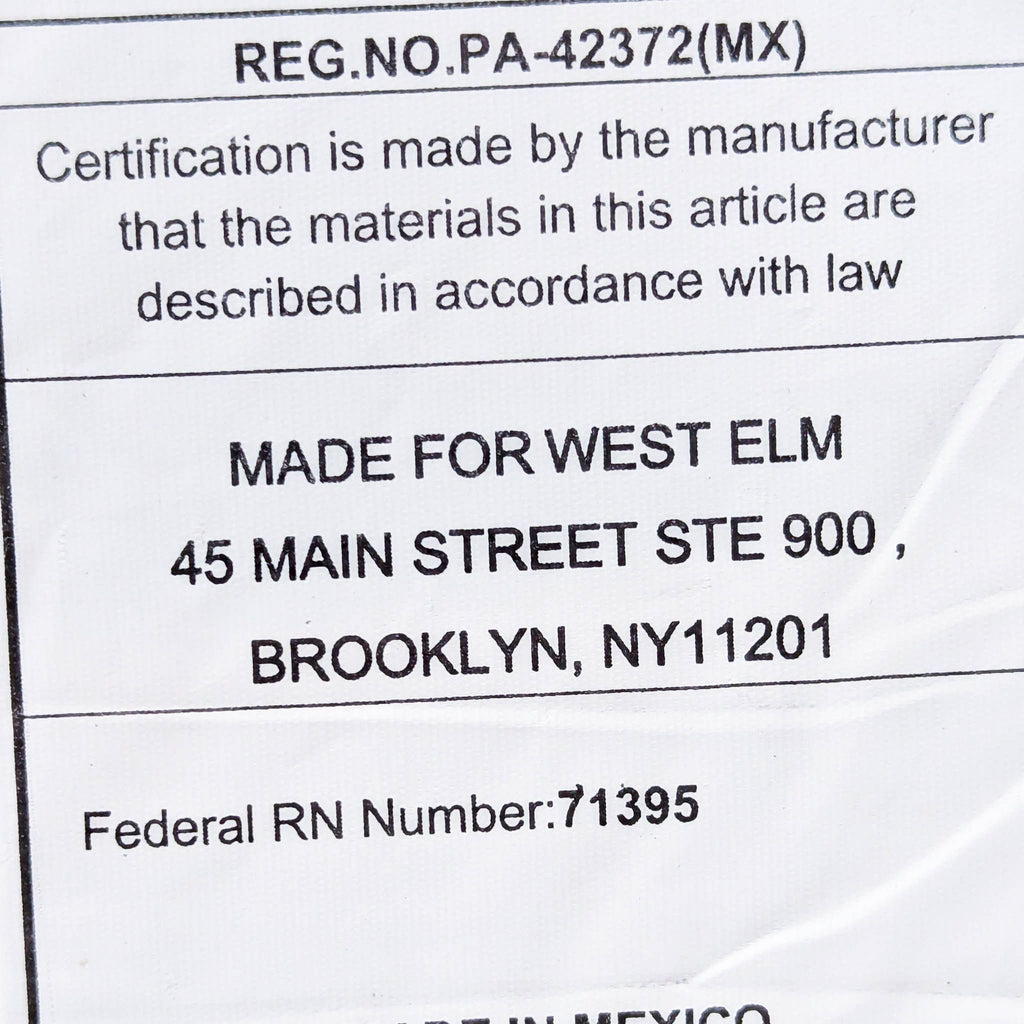 REG.NO.PA-42372(MX)
Certification is made by the manufacturer
that the materials in this article are
described in accordance with law
MADE FOR WEST ELM
45 MAIN STREET STE 900 ,
BROOKLYN, NY11201
Federal RN Number:71395
IN MEXICO